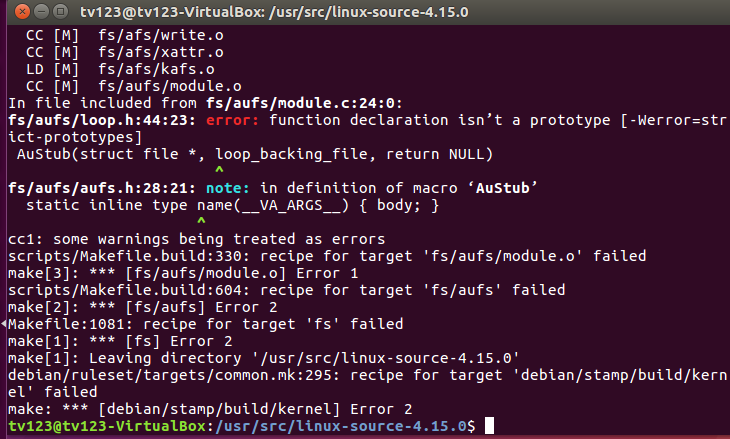 tv123@tv123-VirtualBox: /usr/src/linux-source-4.15.0
CC [M]  fs/afs/write.o
CC [M]  fs/afs/xattr.o
LD [M]  fs/afs/kafs.o
CC [M]  fs/aufs/module.o
In file included from fs/aufs/module.c:24:0:
fs/aufs/loop.h:44:23: error: function declaration isn’t a prototype [-Werror=str
ict-prototypes]
AuStub(struct file *, loop_backing_file, return NULL)
^
fs/aufs/aufs.h:28:21: note: in definition of macro ‘AuStub’
static inline type name(__VA_ARGS__) { body; }
^
cc1: some warnings being treated as errors
scripts/Makefile.build:330: recipe for target 'fs/aufs/module.o' failed
make[3]: *** [fs/aufs/module.o] Error 1
scripts/Makefile.build:604: recipe for target 'fs/aufs' failed
make[2]: *** [fs/aufs] Error 2
Makefile:1081: recipe for target 'fs' failed
make[1]: *** [fs] Error 2
make[1]: Leaving directory '/usr/src/linux-source-4.15.0'
debian/ruleset/targets/common.mk:295: recipe for target 'debian/stamp/build/kern
el' failed
make: *** [debian/stamp/build/kernel] Error 2
tv123@tv123-VirtualBox:/usr/src/linux-source-4.15.0$